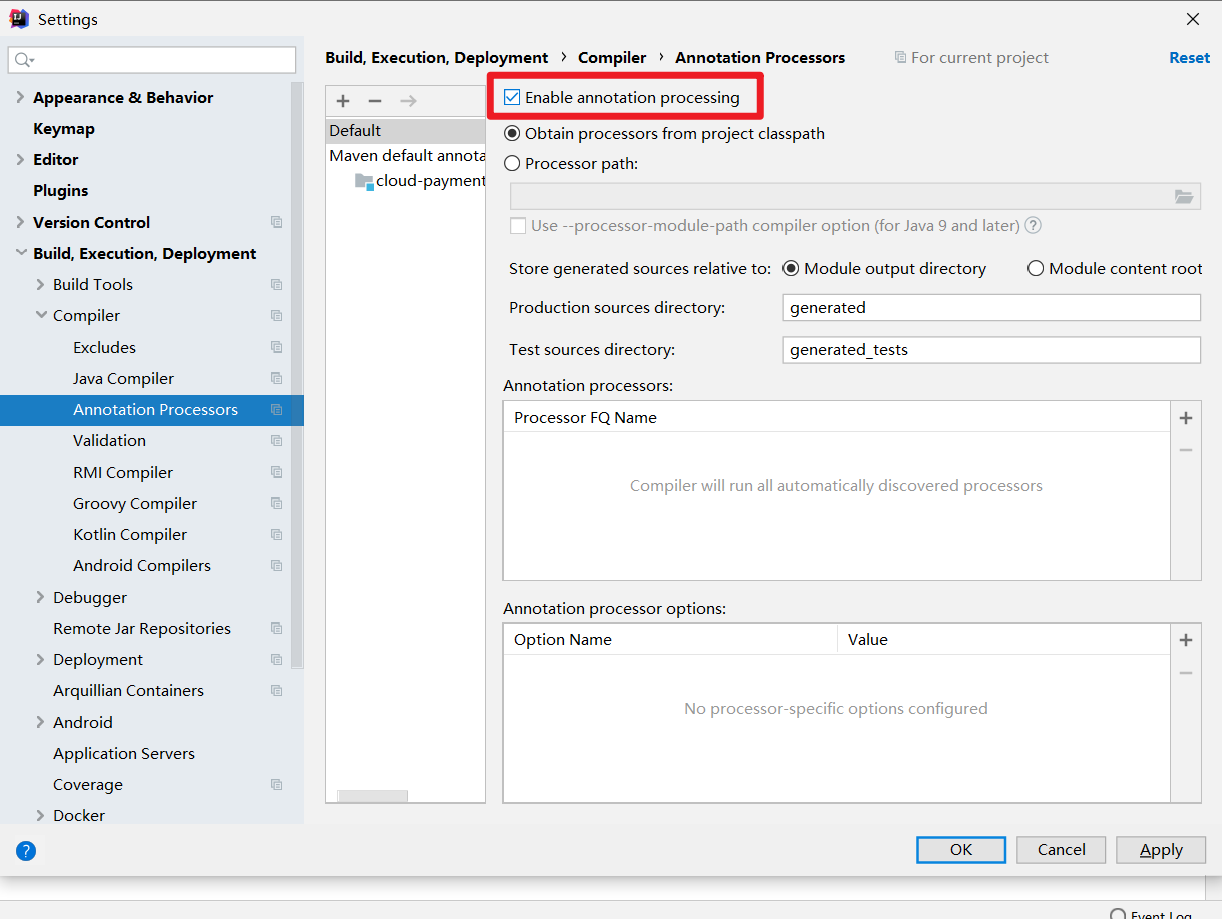 Settings
Build, Execution, Deployment › Compiler › Annotation Processors
For current project
Reset
Appearance & Behavior
Keymap
Editor
Plugins
Version Control
Build, Execution, Deployment
Build Tools
Compiler
Excludes
Java Compiler
Annotation Processors
Validation
RMI Compiler
Groovy Compiler
Kotlin Compiler
Android Compilers
Debugger
Remote Jar Repositories
Deployment
Arquillian Containers
Android
Application Servers
Coverage
Docker
Default
Maven default annota
cloud-payment
Enable annotation processing
Obtain processors from project classpath
Processor path:
Use --processor-module-path compiler option (for Java 9 and later) ?
Store generated sources relative to: Module output directory Module content root
Production sources directory: generated
Test sources directory: generated_tests
Annotation processors:
Processor FQ Name
Compiler will run all automatically discovered processors
Annotation processor options:
Option Name Value
No processor-specific options configured
? OK Cancel Apply
Event Log